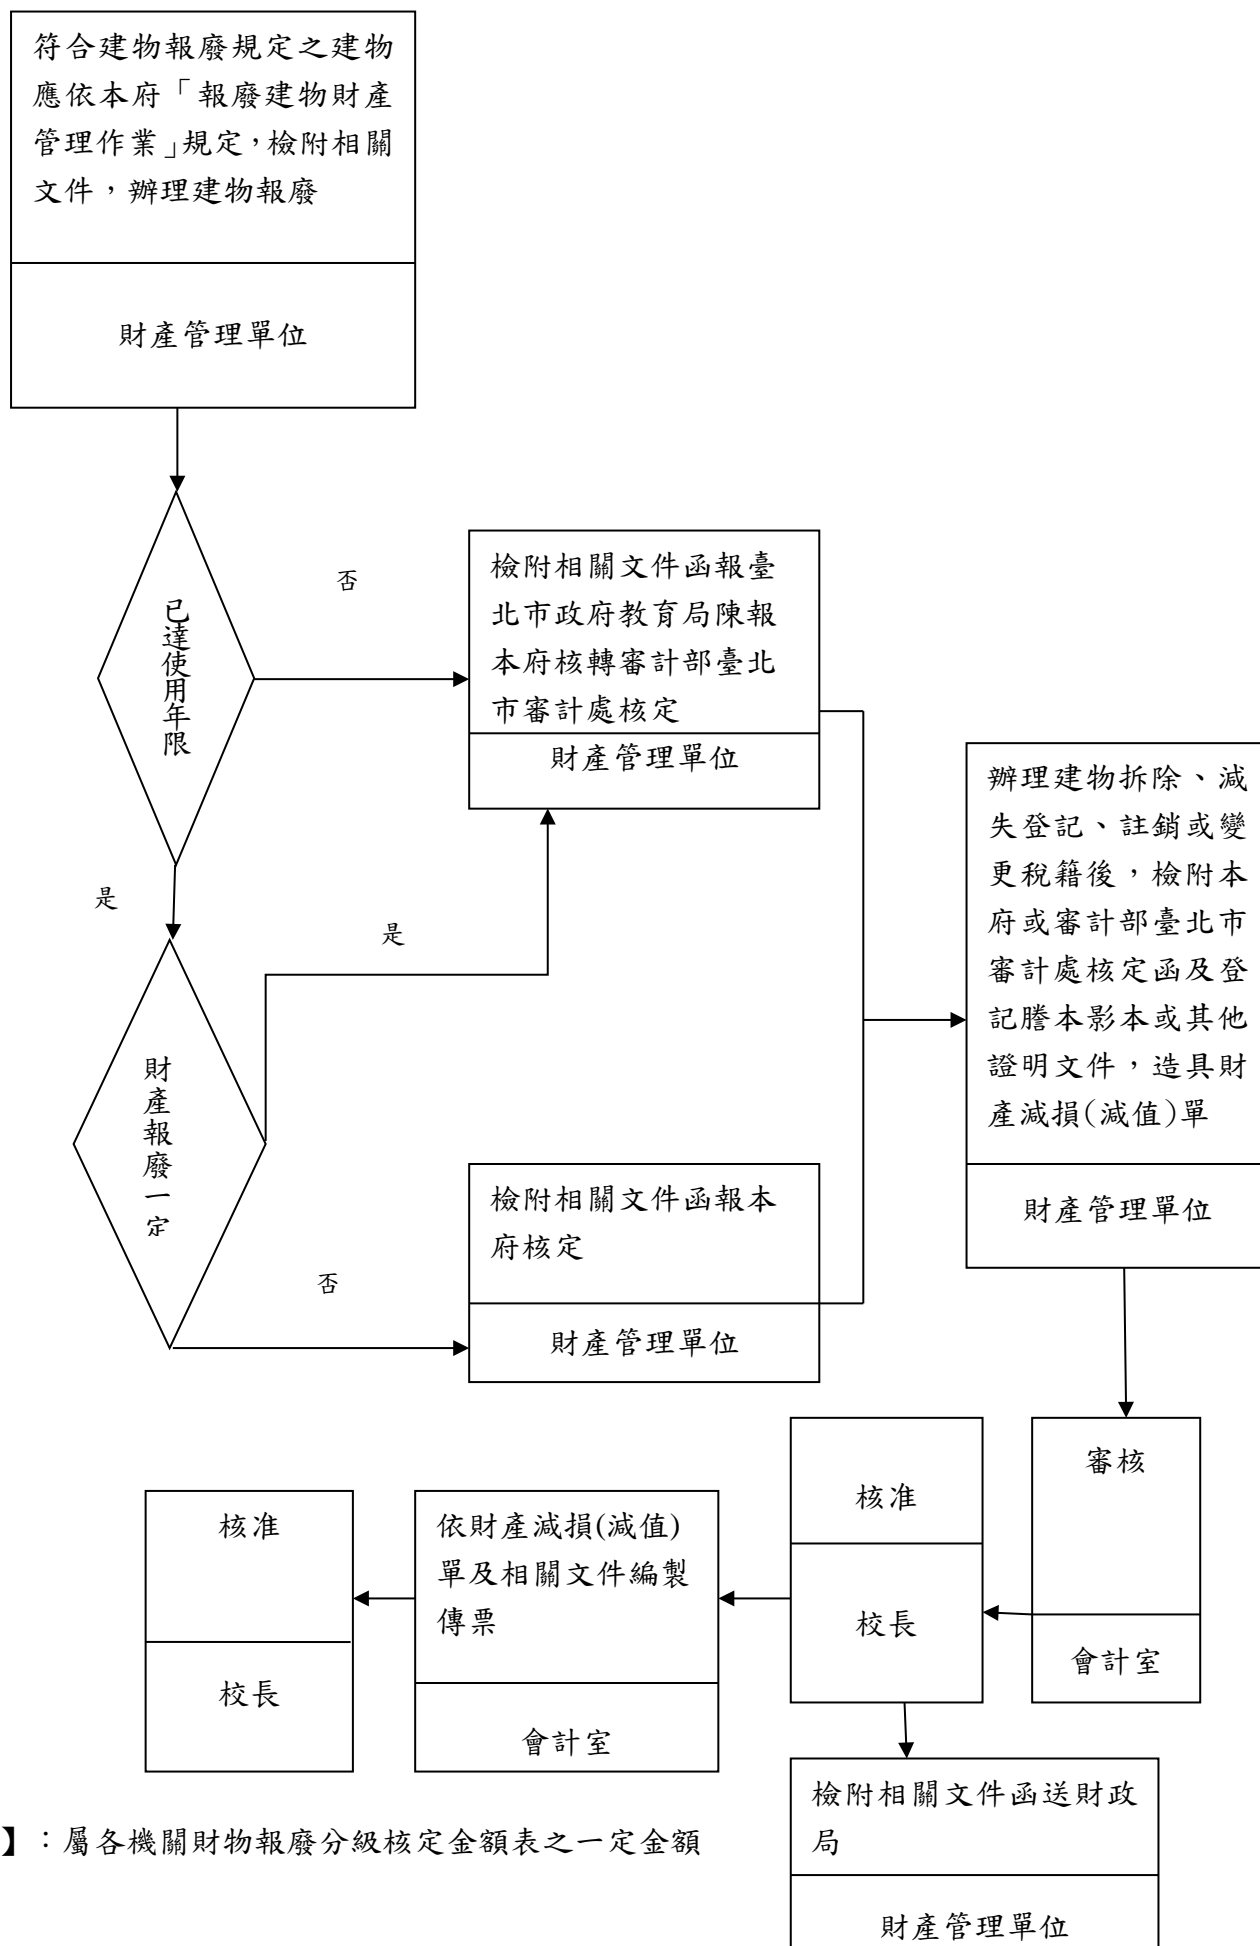 符合建物報廢規定之建物
應依本府「報廢建物財產
管理作業」規定，檢附相關
文件，辦理建物報廢
財產管理單位
已達使用年限
否
檢附相關文件函報臺
北市政府教育局陳報
本府核轉審計部臺北
市審計處核定
財產管理單位
是
是
財產報廢一定
否
檢附相關文件函報本
府核定
財產管理單位
辦理建物拆除、滅
失登記、註銷或變
更稅籍後，檢附本
府或審計部臺北市
審計處核定函及登
記謄本影本或其他
證明文件，造具財
產減損(減值)單
財產管理單位
審核
會計室
核准
校長
依財產減損(減值)
單及相關文件編製
傳票
會計室
核准
校長
檢附相關文件函送財政
局
財產管理單位
】：屬各機關財物報廢分級核定金額表之一定金額